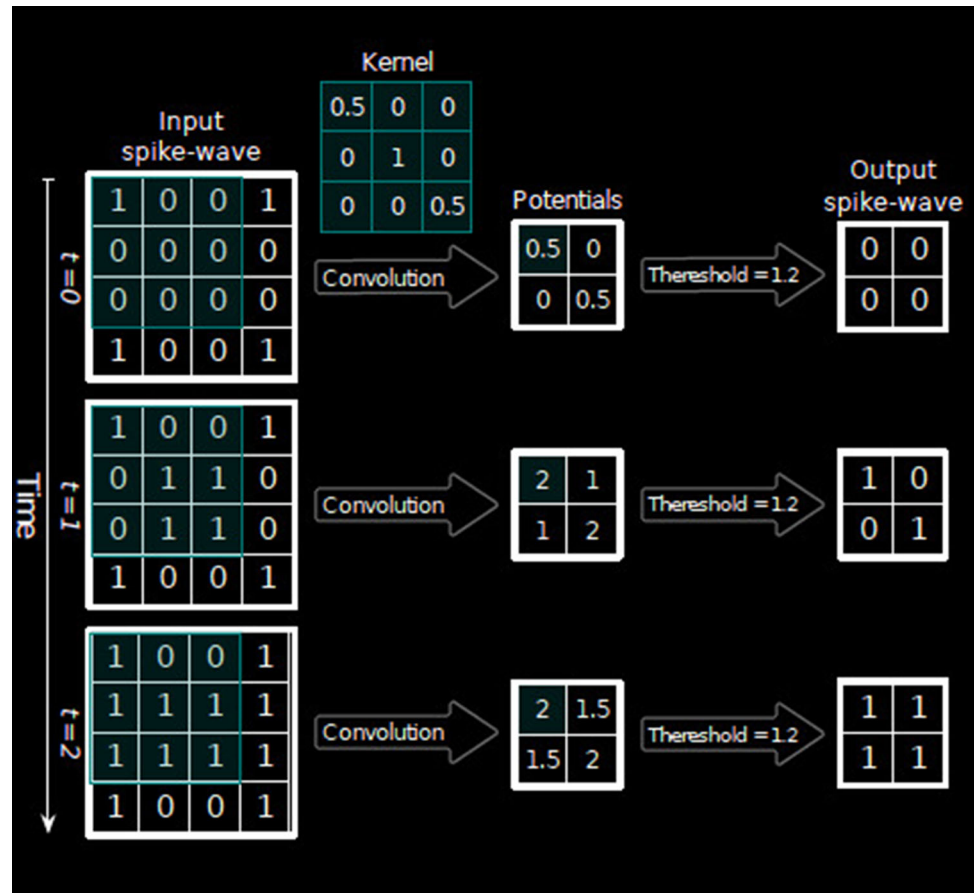 Kernel
0.5 0 0
0 1 0
0 0 0.5
Input
spike-wave
Potentials
Output
spike-wave
Time
t=0
1 0 0 1
0 0 0 0
0 0 0 0
1 0 0 1
Convolution
0.5 0
0 0.5
Thereshold = 1.2
0 0
0 0
t=1
1 0 0 1
0 1 1 0
0 1 1 0
1 0 0 1
Convolution
2 1
1 2
Thereshold = 1.2
1 0
0 1
t=2
1 0 0 1
1 1 1 1
1 1 1 1
1 0 0 1
Convolution
2 1.5
1.5 2
Thereshold = 1.2
1 1
1 1